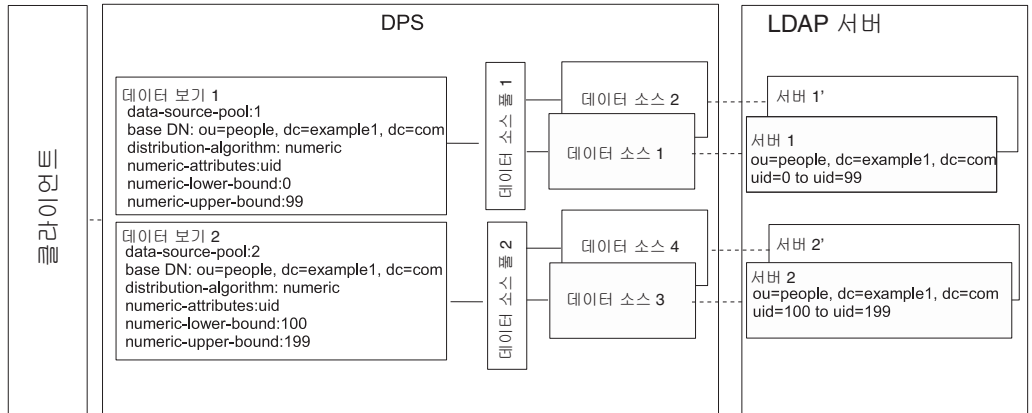 클라이언트
DPS
데이터 보기 1
data-source-pool:1
base DN: ou=people, dc=example1, dc=com
distribution-algorithm: numeric
numeric-attributes:uid
numeric-lower-bound:0
numeric-upper-bound:99
데이터 소스 풀 1
데이터 소스 2
데이터 소스 1
데이터 보기 2
data-source-pool:2
base DN: ou=people, dc=example1, dc=com
distribution-algorithm: numeric
numeric-attributes:uid
numeric-lower-bound:100
numeric-upper-bound:199
데이터 소스 풀 2
데이터 소스 4
데이터 소스 3
LDAP 서버
서버 1’
서버 1
ou=people, dc=example1, dc=com
uid=0 to uid=99
서버 2’
서버 2
ou=people, dc=example1, dc=com
uid=100 to uid=199